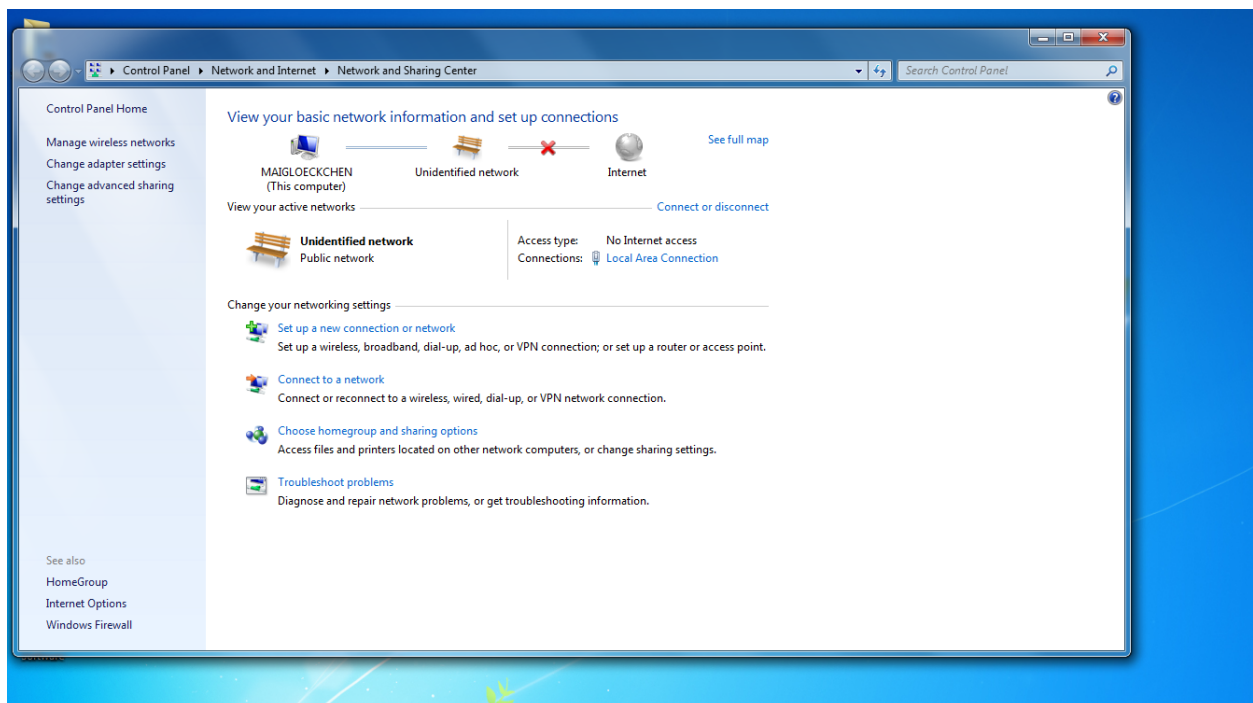 Control Panel ▸ Network and Internet ▸ Network and Sharing Center
Search Control Panel
Control Panel Home
Manage wireless networks
Change adapter settings
Change advanced sharing
settings
View your basic network information and set up connections
See full map
MAIGLOECKCHEN
(This computer)
Unidentified network
Internet
View your active networks
Connect or disconnect
Unidentified network
Public network
Access type: No Internet access
Connections: Local Area Connection
Change your networking settings
Set up a new connection or network
Set up a wireless, broadband, dial-up, ad hoc, or VPN connection; or set up a router or access point.
Connect to a network
Connect or reconnect to a wireless, wired, dial-up, or VPN network connection.
Choose homegroup and sharing options
Access files and printers located on other network computers, or change sharing settings.
Troubleshoot problems
Diagnose and repair network problems, or get troubleshooting information.
See also
HomeGroup
Internet Options
Windows Firewall